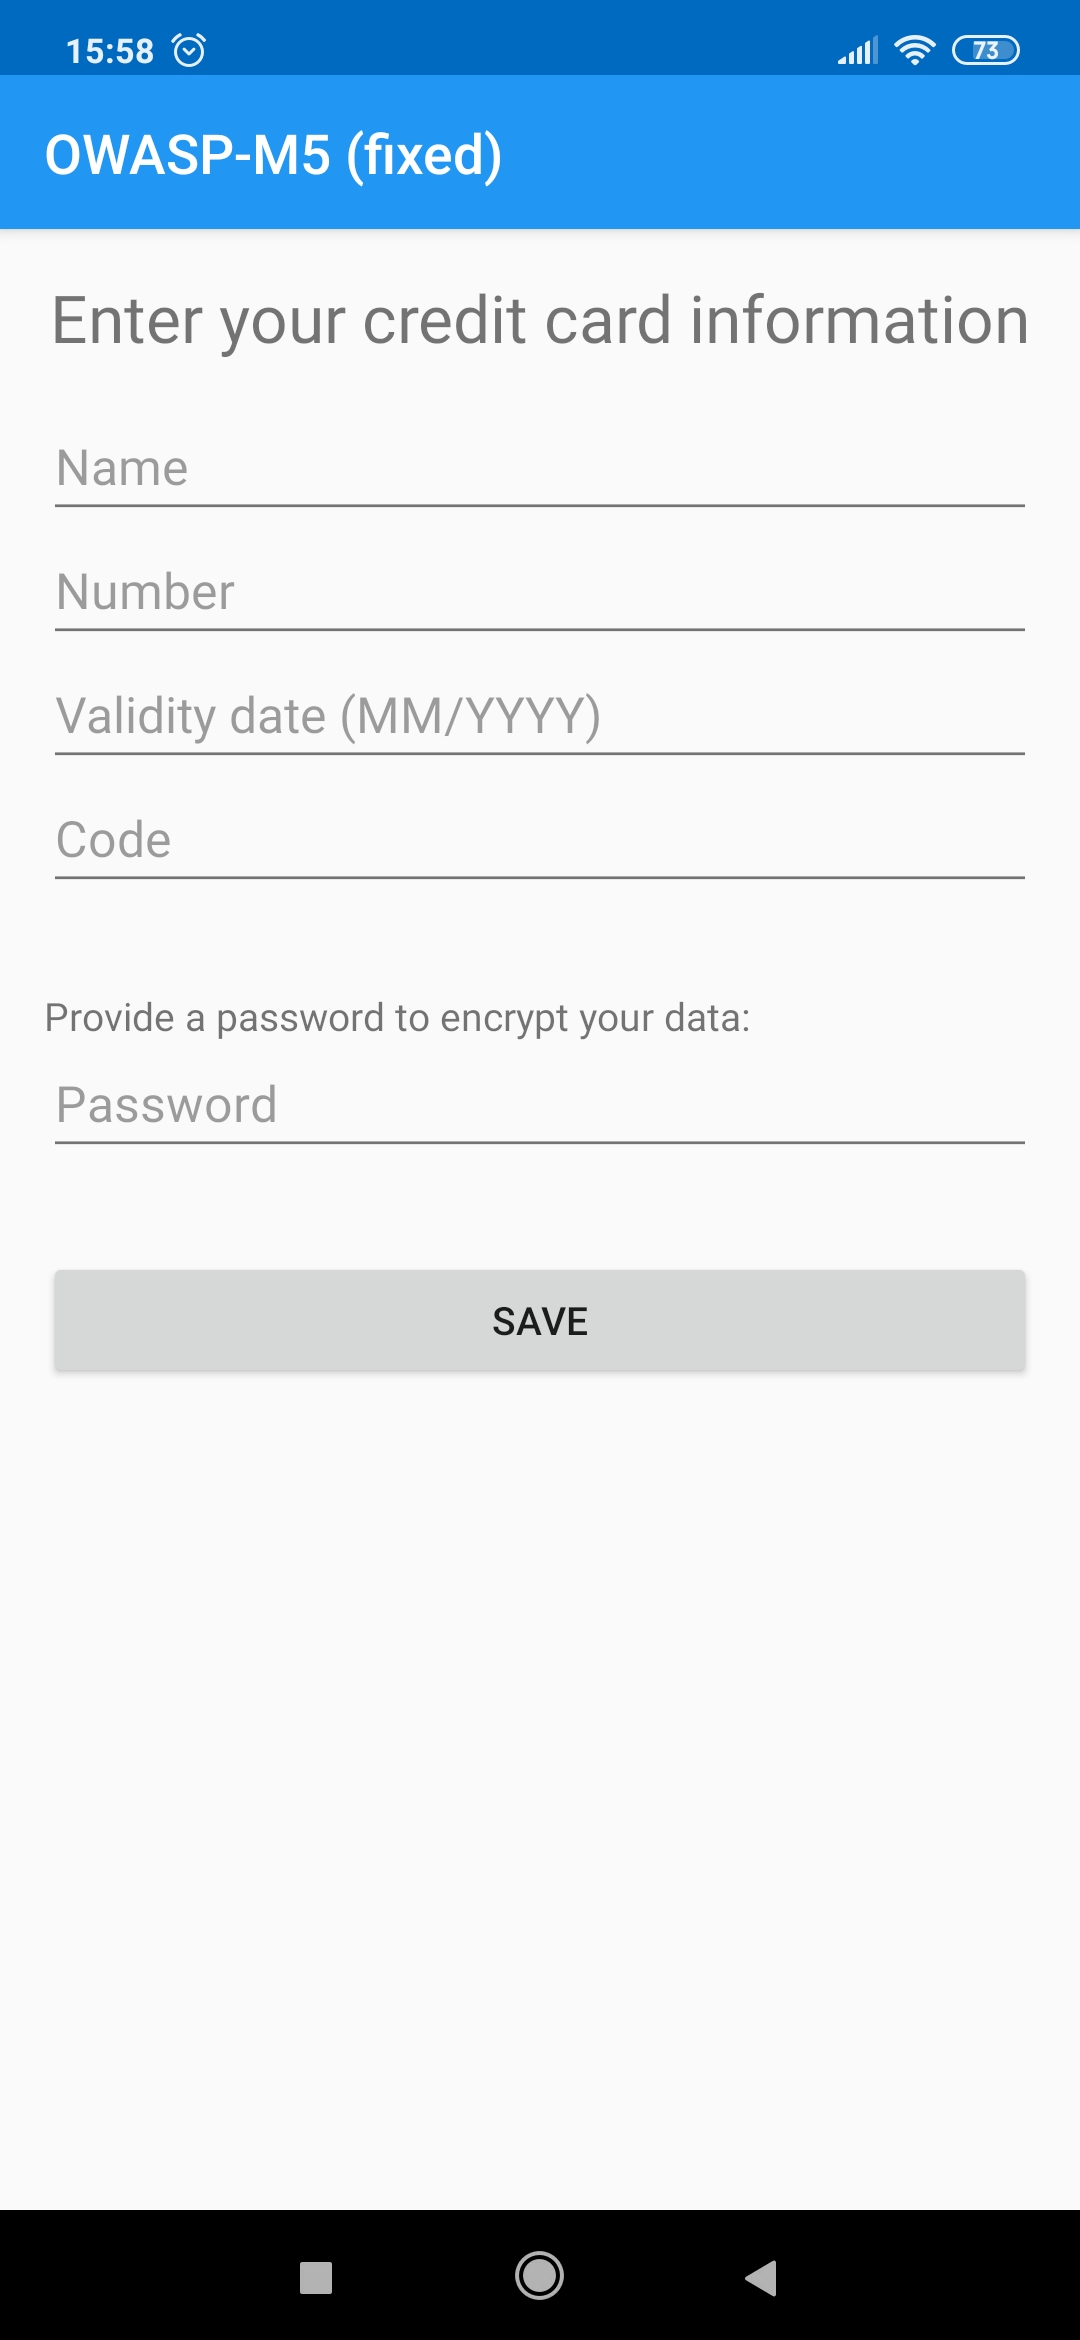 15:58
73
OWASP-M5 (fixed)
Enter your credit card information
Name
Number
Validity date (MM/YYYY)
Code
Provide a password to encrypt your data:
Password
SAVE